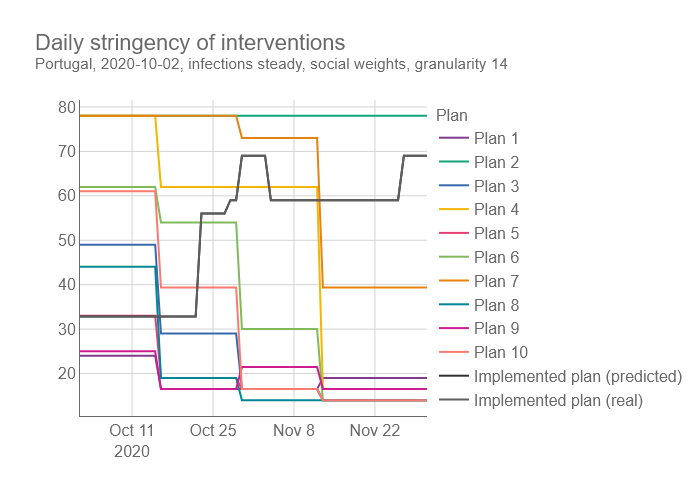 Daily stringency of interventions
Portugal, 2020-10-02, infections steady, social weights, granularity 14
80
70
60
50
40
30
20
Oct 11
2020
Oct 25
Nov 8
Nov 22
Plan
Plan 1
Plan 2
Plan 3
Plan 4
Plan 5
Plan 6
Plan 7
Plan 8
Plan 9
Plan 10
Implemented plan (predicted)
Implemented plan (real)